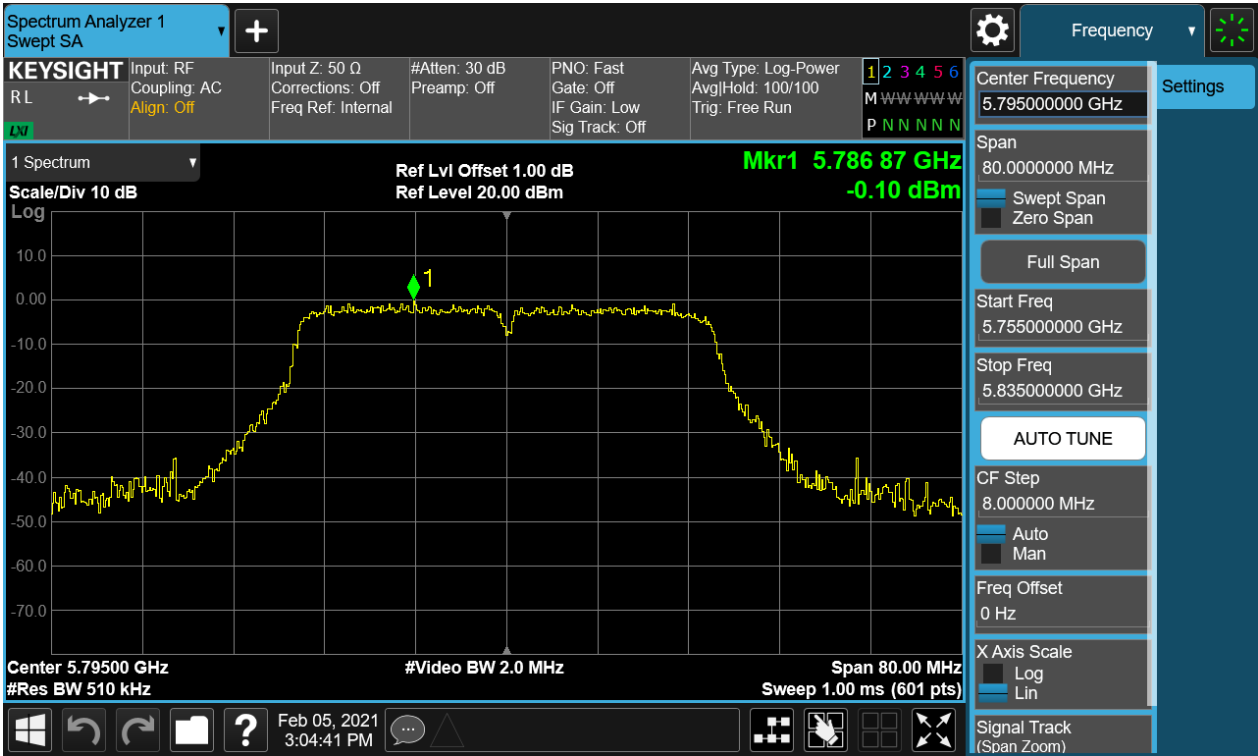 Spectrum Analyzer 1
Swept SA
Frequency
KEYSIGHT
R L
LXI
Input: RF
Coupling: AC
Align: Off
Input Z: 50 Ω
Corrections: Off
Freq Ref: Internal
#Atten: 30 dB
Preamp: Off
PNO: Fast
Gate: Off
IF Gain: Low
Sig Track: Off
Avg Type: Log-Power
Avg|Hold: 100/100
Trig: Free Run
1 2 3 4 5 6
M W W W W W
P N N N N N
1 Spectrum
Scale/Div 10 dB
Ref Lvl Offset 1.00 dB
Ref Level 20.00 dBm
Mkr1 5.786 87 GHz
-0.10 dBm
Log
10.0
0.00
-10.0
-20.0
-30.0
-40.0
-50.0
-60.0
-70.0
1
Center 5.79500 GHz
#Res BW 510 kHz
#Video BW 2.0 MHz
Span 80.00 MHz
Sweep 1.00 ms (601 pts)
Center Frequency
5.795000000 GHz
Settings
Span
80.0000000 MHz
Swept Span
Zero Span
Full Span
Start Freq
5.755000000 GHz
Stop Freq
5.835000000 GHz
AUTO TUNE
CF Step
8.000000 MHz
Auto
Man
Freq Offset
0 Hz
X Axis Scale
Log
Lin
Signal Track
(Span Zoom)
?
Feb 05, 2021
3:04:41 PM